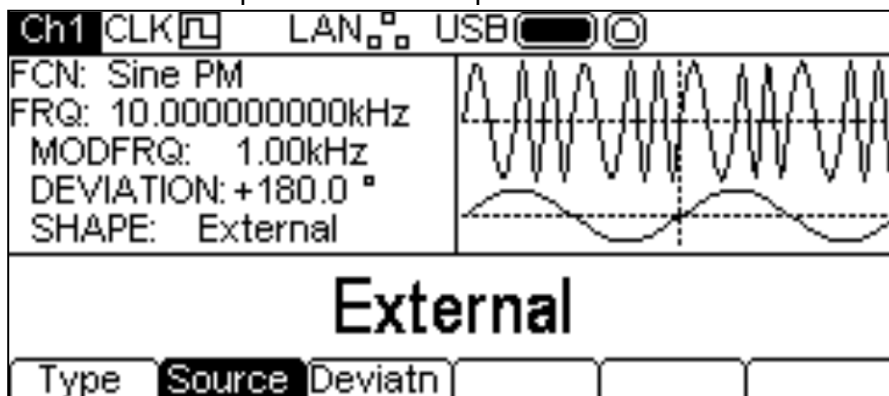 Ch1 CLK LAN USB
FCN: Sine PM
FRQ: 10.000000000kHz
MODFRQ: 1.00kHz
DEVIATION: +180.0 °
SHAPE: External
External
Type Source Deviatn